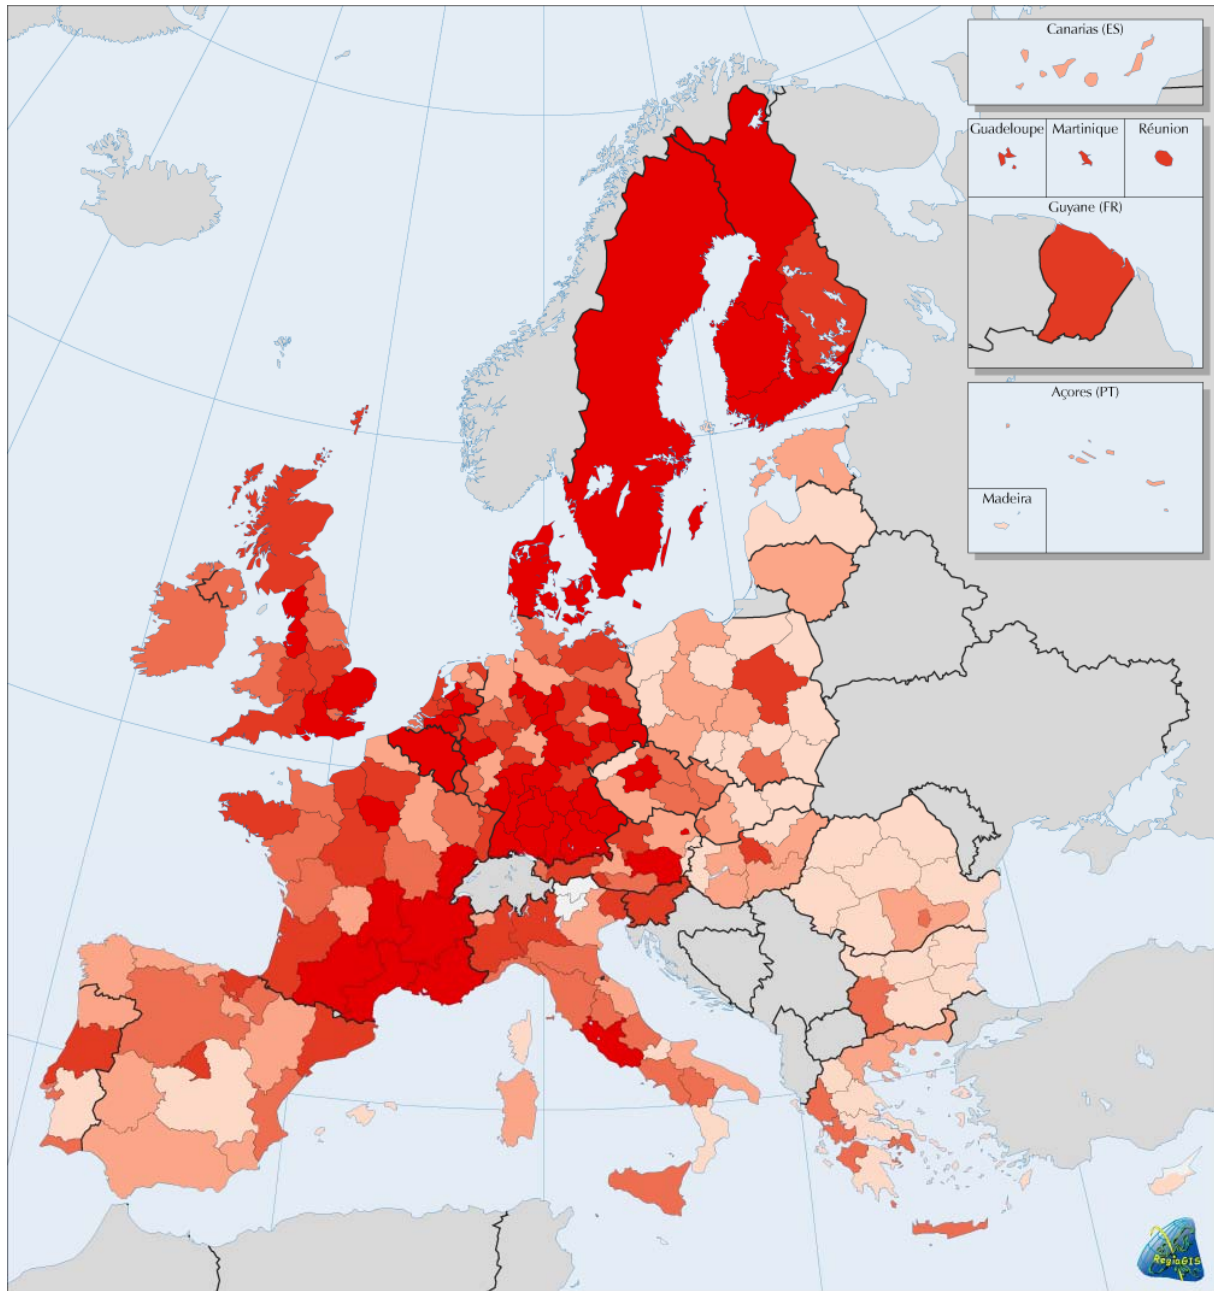 Canarias (ES)
Guadeloupe
Martinique
Réunion
Guyane (FR)
Açores (PT)
Madeira
RegioGIS